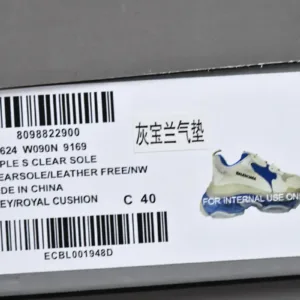 8098822900
624 W090N 9169
PLE S CLEAR SOLE
EARSOLE/LEATHER FREE/NW
DE IN CHINA
EY/ROYAL CUSHION C 40
灰宝兰气垫
FOR INTERNAL USE ON
ECBL001948D